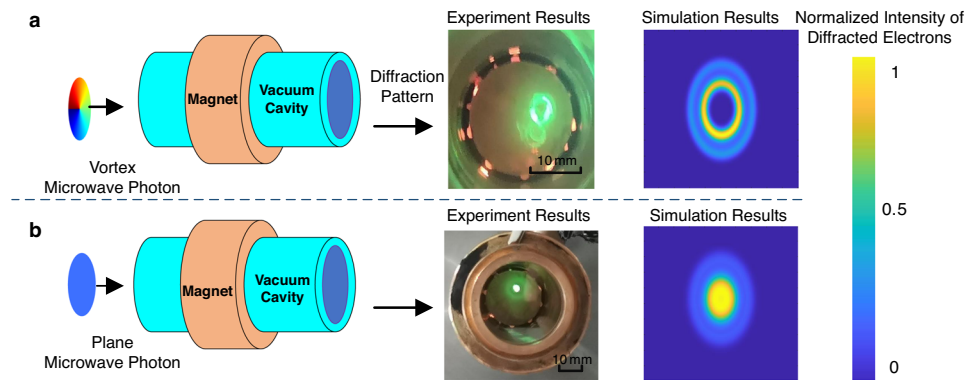 a
Experiment Results
Simulation Results
Normalized Intensity of
Diffracted Electrons
Magnet
Vacuum
Cavity
Diffraction
Pattern
Vortex
Microwave Photon
10 mm
1
0.5
0
b
Experiment Results
Simulation Results
Magnet
Vacuum
Cavity
Plane
Microwave Photon
10 mm